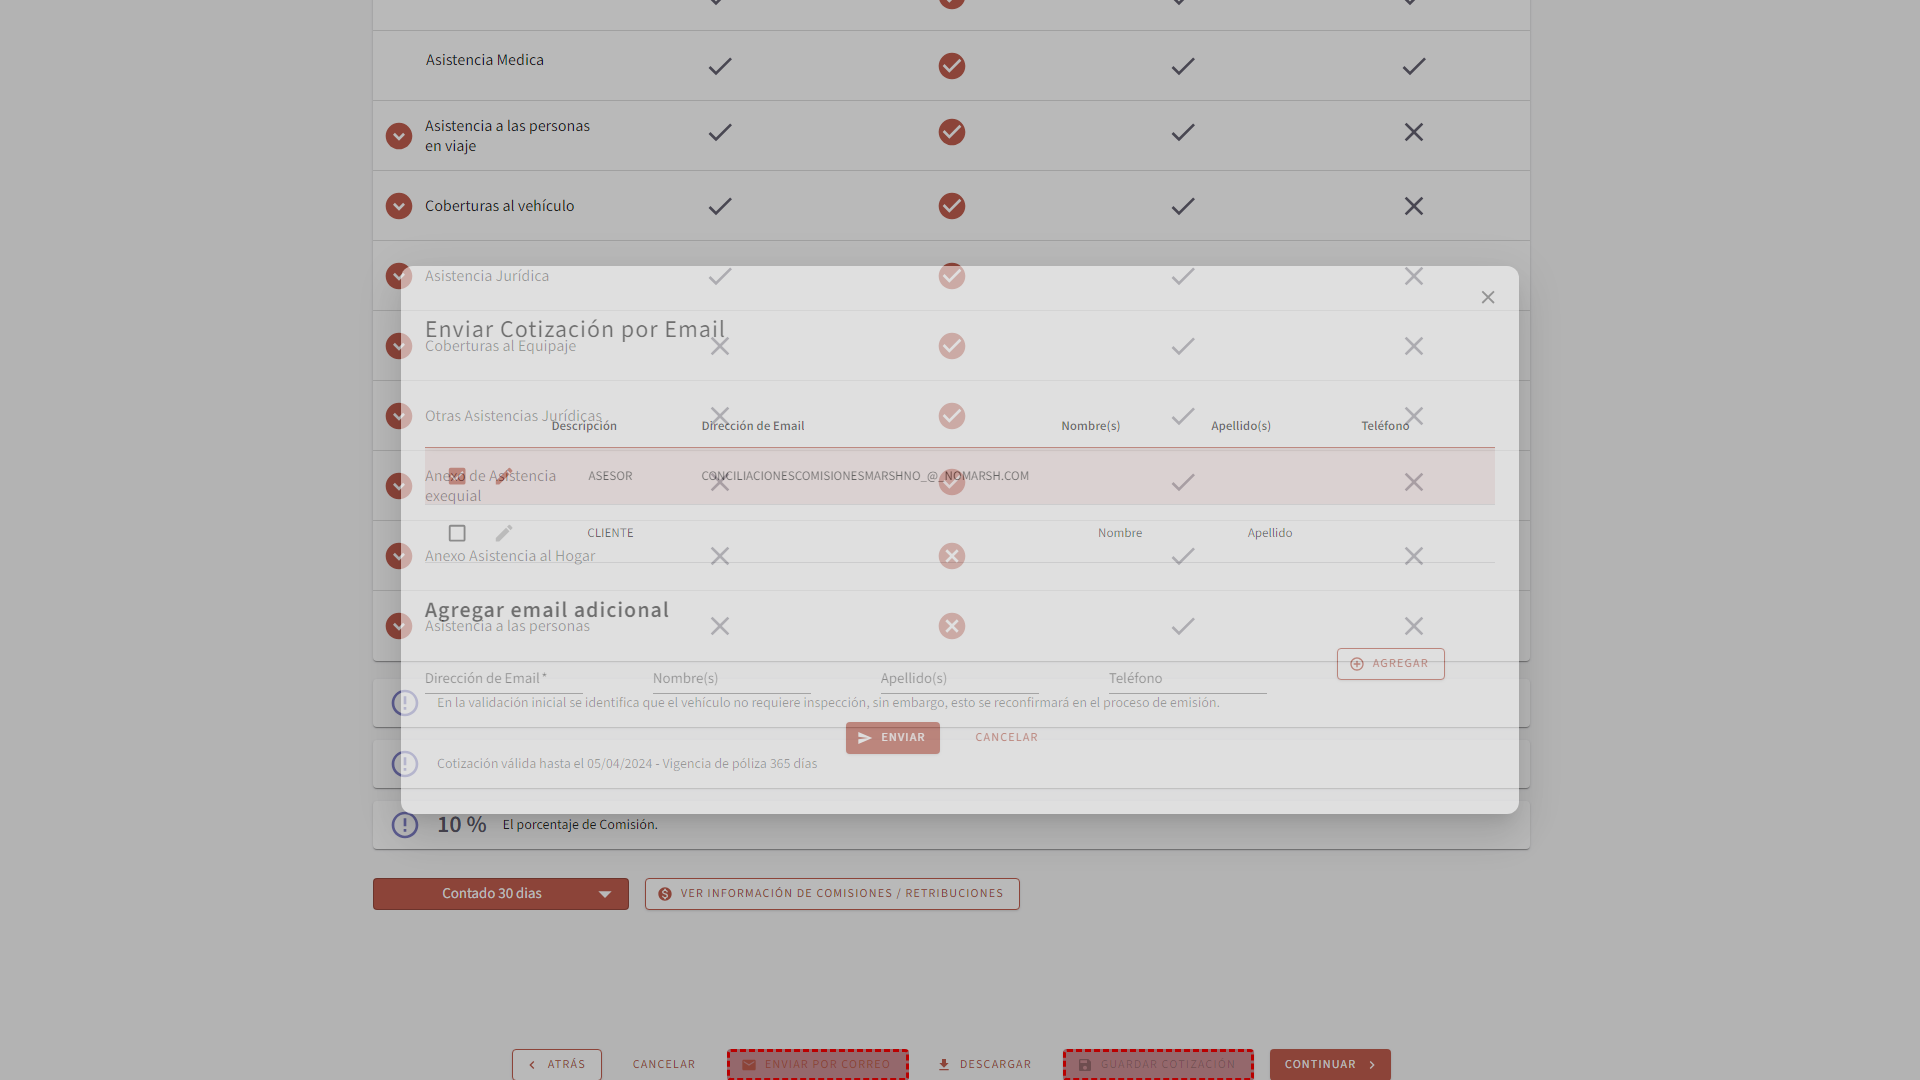 Asistencia Medica
Asistencia a las personas
en viaje
Coberturas al vehículo
Asistencia Jurídica
Enviar Cotización por Email
Coberturas al Equipaje
Otras Asistencias Jurídicas
Descripción Dirección de Email Nombre(s) Apellido(s) Teléfono
Anexo de Asistencia
exequial
ASESOR CONCILIACIONESCOMISIONESMARSHNO_@_NOMARSH.COM
CLIENTE Nombre Apellido
Anexo Asistencia al Hogar
Agregar email adicional
Asistencia a las personas
AGREGAR
Dirección de Email* Nombre(s) Apellido(s) Teléfono
En la validación inicial se identifica que el vehículo no requiere inspección, sin embargo, esto se reconfirmará en el proceso de emisión.
ENVIAR CANCELAR
Cotización válida hasta el 05/04/2024 - Vigencia de póliza 365 días
10 % El porcentaje de Comisión.
Contado 30 dias VER INFORMACIÓN DE COMISIONES / RETRIBUCIONES
ATRÁS CANCELAR ENVIAR POR CORREO DESCARGAR GUARDAR COTIZACIÓN CONTINUAR